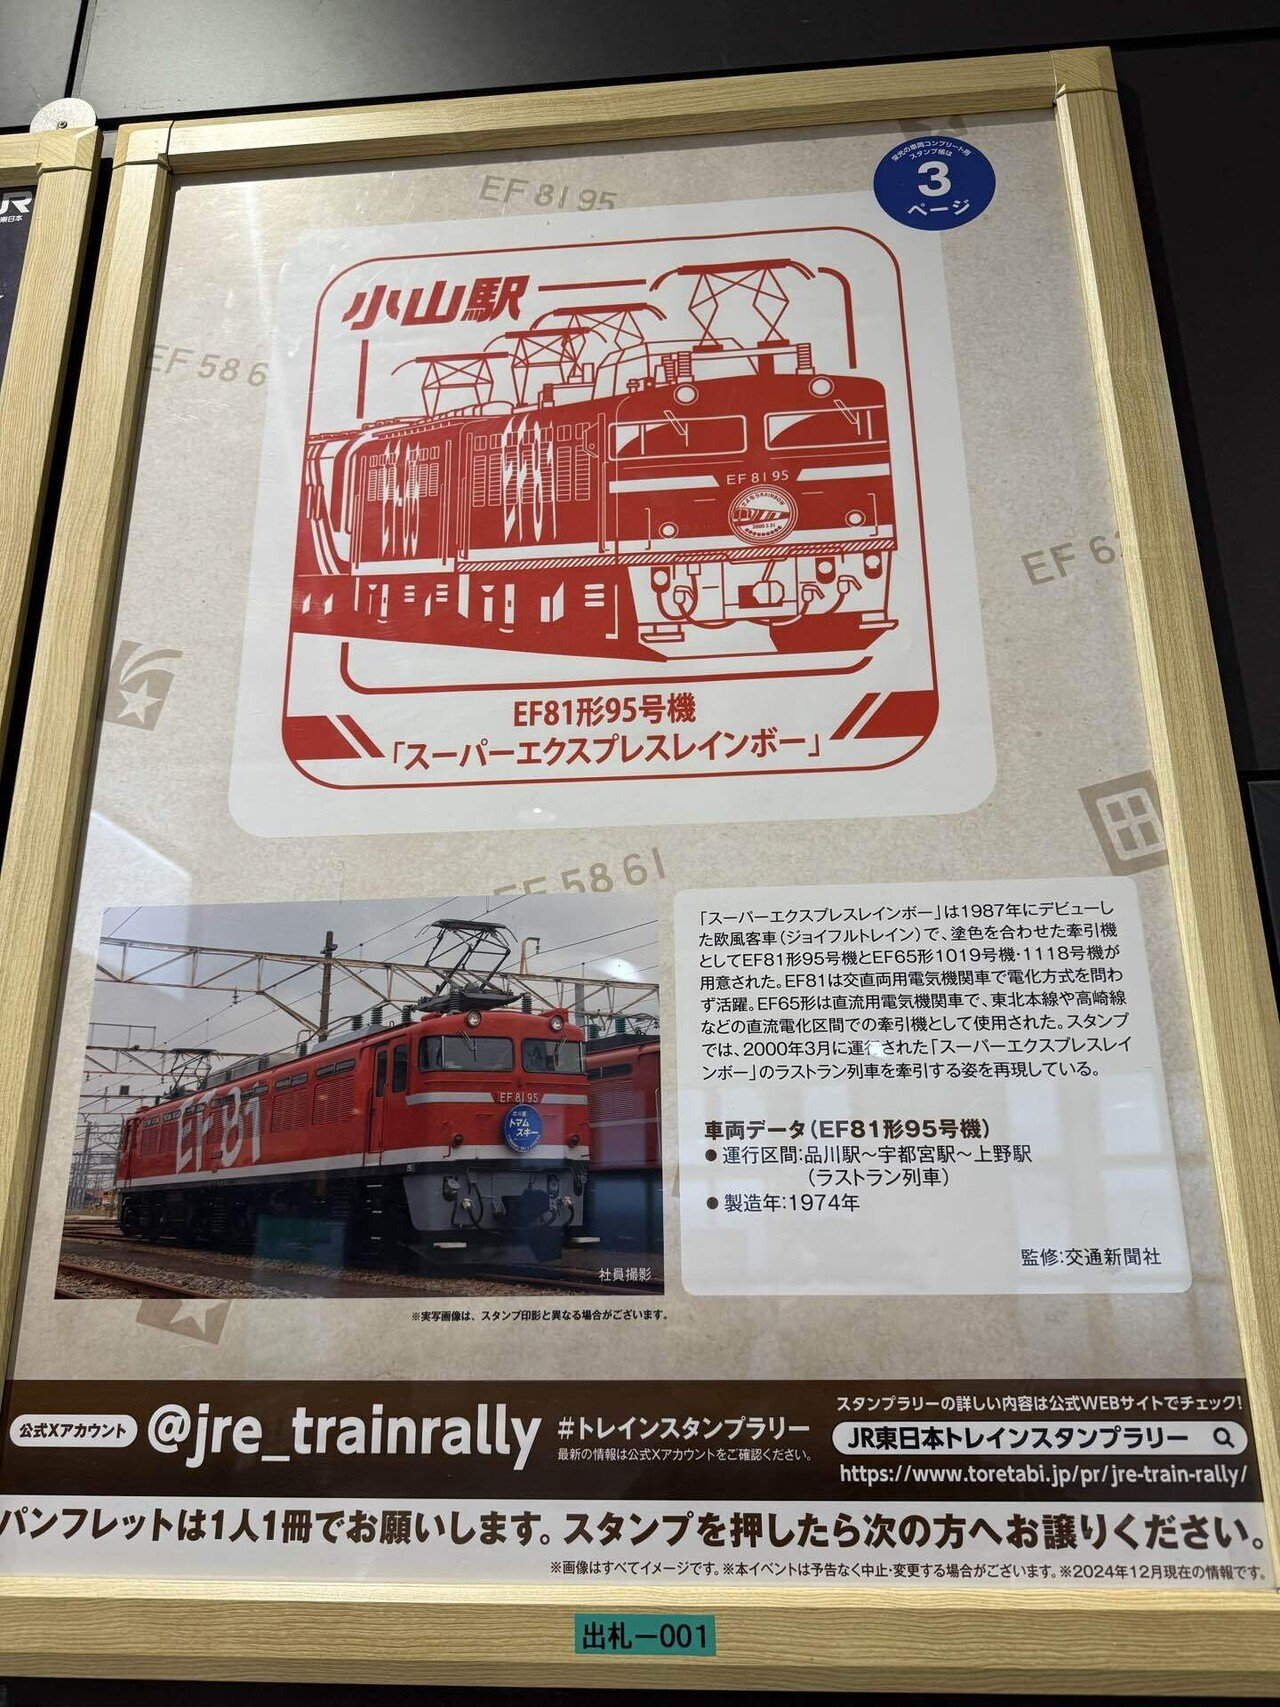 JR
東日本
栄光の車両コンプリート用
スタンプ帳は
3
ページ
EF 81 95
小山駅
EF 58 6
EF81
EF 81 95
さよならRAINBOW
EF 6
EF81形95号機
「スーパーエクスプレスレインボー」
EF 58 61
EF81
EF 81 95
トマム
スキー
社員撮影
※実写画像は、スタンプ印影と異なる場合がございます。
「スーパーエクスプレスレインボー」は1987年にデビューし
た欧風客車(ジョイフルトレイン)で、塗色を合わせた牽引機
としてEF81形95号機とEF65形1019号機・1118号機が
用意された。EF81は交直両用電気機関車で電化方式を問わ
ず活躍。EF65形は直流用電気機関車で、東北本線や高崎線
などの直流電化区間での牽引機として使用された。スタンプ
では、2000年3月に運行された「スーパーエクスプレスレイ
ンボー」のラストラン列車を牽引する姿を再現している。
車両データ(EF81形95号機)
●運行区間:品川駅〜宇都宮駅〜上野駅
(ラストラン列車)
●製造年:1974年
監修:交通新聞社
公式Xアカウント
@jre_trainrally
#トレインスタンプラリー
最新の情報は公式Xアカウントをご確認ください。
スタンプラリーの詳しい内容は公式WEBサイトでチェック!
JR東日本トレインスタンプラリー
https://www.toretabi.jp/pr/jre-train-rally/
パンフレットは1人1冊でお願いします。スタンプを押したら次の方へお譲りください。
※画像はすべてイメージです。※本イベントは予告なく中止・変更する場合がございます。※2024年12月現在の情報です。
出札ー001